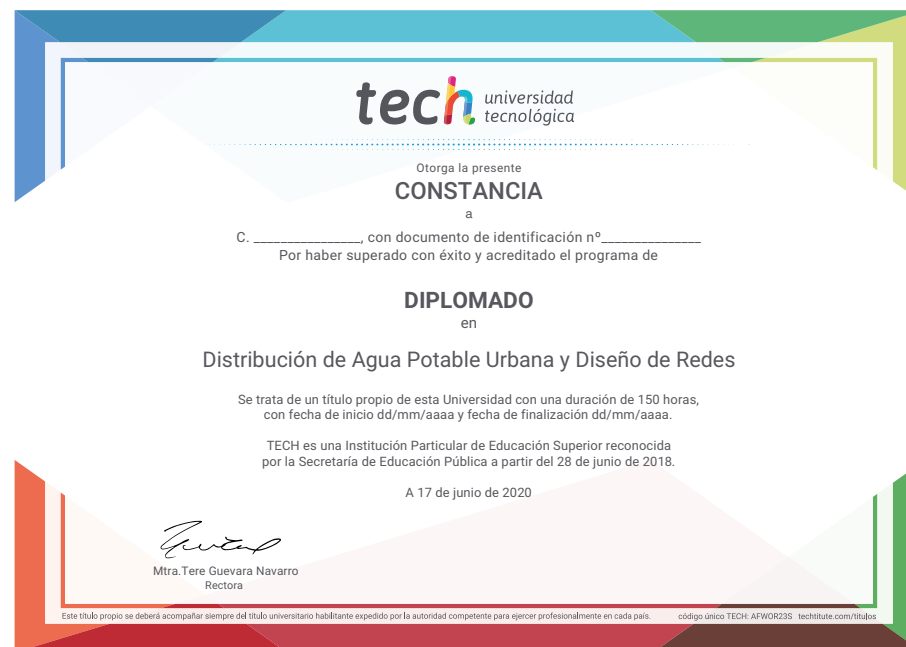 tech universidad
tecnológica
Otorga la presente
CONSTANCIA
a
C. ________________, con documento de identificación nº_______________
Por haber superado con éxito y acreditado el programa de
DIPLOMADO
en
Distribución de Agua Potable Urbana y Diseño de Redes
Se trata de un título propio de esta Universidad con una duración de 150 horas,
con fecha de inicio dd/mm/aaaa y fecha de finalización dd/mm/aaaa.
TECH es una Institución Particular de Educación Superior reconocida
por la Secretaría de Educación Pública a partir del 28 de junio de 2018.
A 17 de junio de 2020
Mtra.Tere Guevara Navarro
Rectora
Este título propio se deberá acompañar siempre del título universitario habilitante expedido por la autoridad competente para ejercer profesionalmente en cada país. código único TECH: AFWOR23S techtitute.com/titulos